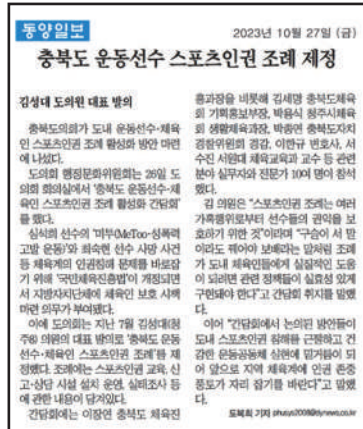 동양일보
2023년 10월 27일 (금)
충북도 운동선수 스포츠인권 조례 제정
김성대 도의원 대표 발의
충북도의회가 도내 운동선수·체육
인 스포츠인권 조례 활성화 방안 마련
에 나섰다.
도의회 행정문화위원회는 26일 도
의회 회의실에서 '충북도 운동선수·체
육인 스포츠인권 조례 활성화 간담회'
를 했다.
심석희 선수의 '미투(MeToo·성폭력
고발 운동)'와 최숙현 선수 사망 사건
등 체육계의 인권침해 문제를 바로잡
기 위해 '국민체육진흥법'이 개정되면
서 지방자치단체에 체육인 보호 시책
마련 의무가 부여됐다.
이에 도의회는 지난 7월 김성대(청
주8) 의원의 대표 발의로 '충북도 운동
선수·체육인 스포츠인권 조례'를 제
정했다. 조례에는 스포츠인권 교육, 신
고·상담 시설 설치 운영, 실태조사 등
에 관한 내용이 담겨있다.
간담회에는 이장연 충북도 체육진
흥과장을 비롯해 김세명 충북도체육
회 기획홍보부장, 박용식 청주시체육
회 생활체육과장, 박종연 충북도자치
경찰위원회 경감, 이한규 변호사, 서
수진 서원대 체육교육과 교수 등 관련
분야 실무자와 전문가 10여 명이 참석
했다.
김 의원은 "스포츠인권 조례는 여러
가혹행위로부터 선수들의 권익을 보
호하기 위한 것"이라며 "구슬이 서 말
이라도 꿰어야 보배라는 말처럼 조례
가 도내 체육인들에게 실질적인 도움
이 되려면 관련 정책들이 실효성 있게
구현돼야 한다"고 간담회 취지를 말했
다.
이어 "간담회에서 논의된 방안들이
도내 스포츠인권 침해를 근절하고 건
강한 운동공동체 실현에 밑거름이 되
어 앞으로 지역 체육계에 인권 존중
풍토가 자리 잡기를 바란다"고 말했
다.
도복희 기자